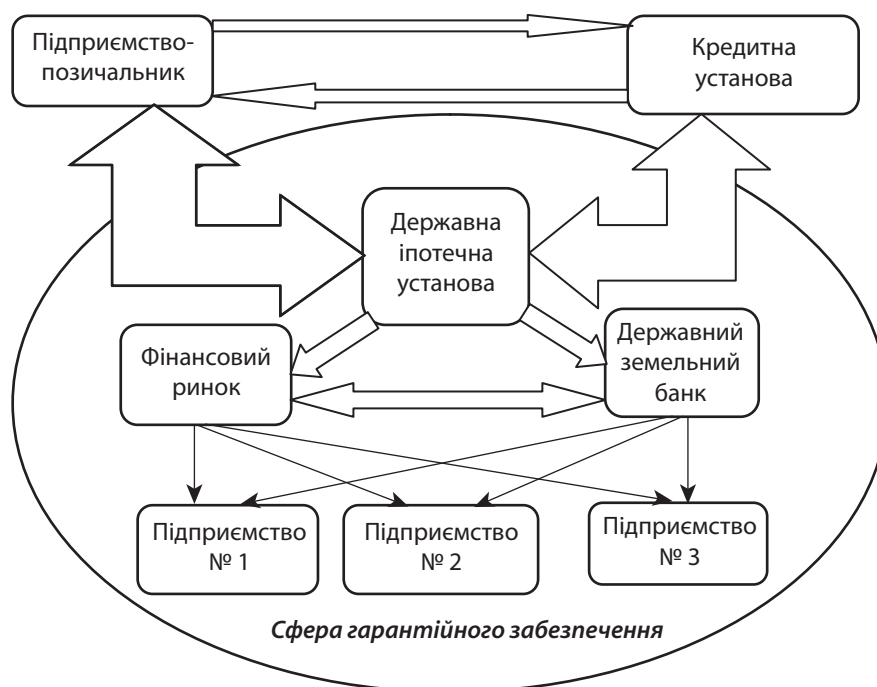 Підприємство-
позичальник
Кредитна
установа
Державна
іпотечна
установа
Фінансовий
ринок
Державний
земельний
банк
Підприємство
№ 1
Підприємство
№ 2
Підприємство
№ 3
Сфера гарантійного забезпечення